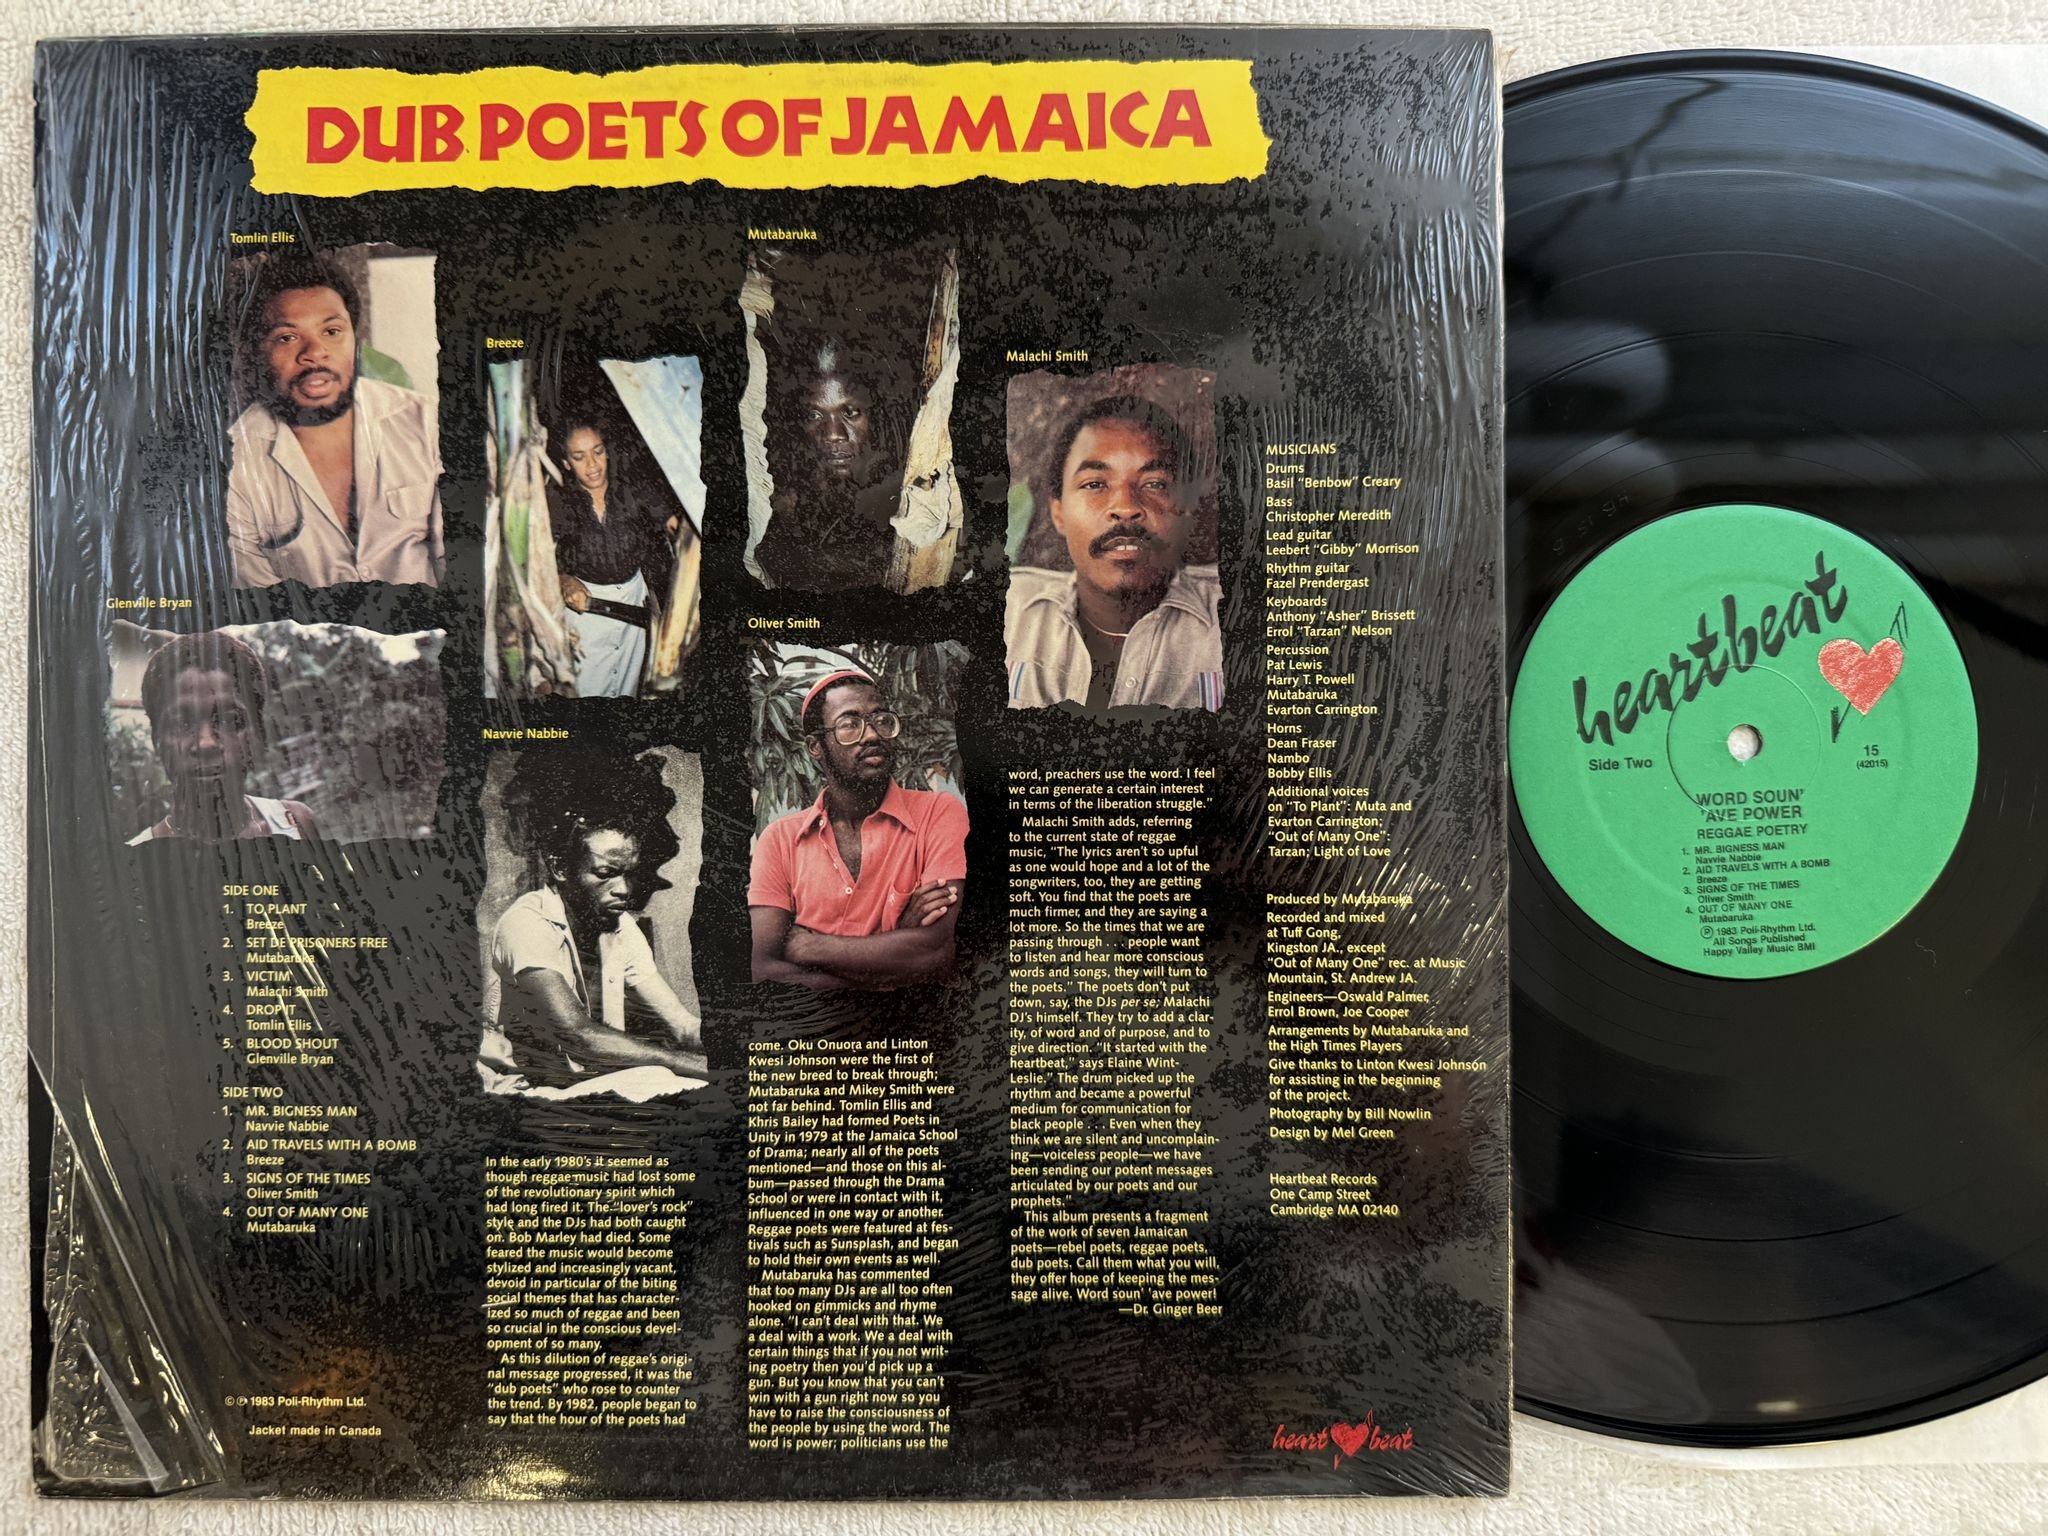 DUB POETS OF JAMAICA
Tomlin Ellis
Mutabaruka
Breeze
Malachi Smith
Glenville Bryan
Oliver Smith
Navvie Nabbie
SIDE ONE
1. TO PLANT
Breeze
2. SET DE PRISONERS FREE
Mutabaruka
3. VICTIM
Malachi Smith
4. DROP IT
Tomlin Ellis
5. BLOOD SHOUT
Glenville Bryan
SIDE TWO
1. MR. BIGNESS MAN
Navvie Nabbie
2. AID TRAVELS WITH A BOMB
Breeze
3. SIGNS OF THE TIMES
Oliver Smith
4. OUT OF MANY ONE
Mutabaruka
©℗ 1983 Poli-Rhythm Ltd.
Jacket made in Canada
In the early 1980's it seemed as
though reggae music had lost some
of the revolutionary spirit which
had long fired it. The "lover's rock"
style and the DJs had both caught
on. Bob Marley had died. Some
feared the music would become
stylized and increasingly vacant,
devoid in particular of the biting
social themes that has character-
ized so much of reggae and been
so crucial in the conscious devel-
opment of so many.
As this dilution of reggae's origi-
nal message progressed, it was the
"dub poets" who rose to counter
the trend. By 1982, people began to
say that the hour of the poets had
come. Oku Onuora and Linton
Kwesi Johnson were the first of
the new breed to break through;
Mutabaruka and Mikey Smith were
not far behind. Tomlin Ellis and
Khris Bailey had formed Poets in
Unity in 1979 at the Jamaica School
of Drama; nearly all of the poets
mentioned—and those on this al-
bum—passed through the Drama
School or were in contact with it,
influenced in one way or another.
Reggae poets were featured at fes-
tivals such as Sunsplash, and began
to hold their own events as well.
Mutabaruka has commented
that too many DJs are all too often
hooked on gimmicks and rhyme
alone. "I can't deal with that. We
a deal with a work. We a deal with
certain things that if you not writ-
ing poetry then you'd pick up a
gun. But you know that you can't
win with a gun right now so you
have to raise the consciousness of
the people by using the word. The
word is power; politicians use the
word, preachers use the word. I feel
we can generate a certain interest
in terms of the liberation struggle."
Malachi Smith adds, referring
to the current state of reggae
music, "The lyrics aren't so upful
as one would hope and a lot of the
songwriters, too, they are getting
soft. You find that the poets are
much firmer, and they are saying a
lot more. So the times that we are
passing through . . . people want
to listen and hear more conscious
words and songs, they will turn to
the poets." The poets don't put
down, say, the DJs per se; Malachi
DJ's himself. They try to add a clar-
ity, of word and of purpose, and to
give direction. "It started with the
heartbeat," says Elaine Wint-
Leslie." The drum picked up the
rhythm and became a powerful
medium for communication for
black people . . . Even when they
think we are silent and uncomplain-
ing—voiceless people—we have
been sending our potent messages
articulated by our poets and our
prophets."
This album presents a fragment
of the work of seven Jamaican
poets—rebel poets, reggae poets,
dub poets. Call them what you will,
they offer hope of keeping the mes-
sage alive. Word soun' 'ave power!
—Dr. Ginger Beer
MUSICIANS
Drums
Basil "Benbow" Creary
Bass
Christopher Meredith
Lead guitar
Leebert "Gibby" Morrison
Rhythm guitar
Fazel Prendergast
Keyboards
Anthony "Asher" Brissett
Errol "Tarzan" Nelson
Percussion
Pat Lewis
Harry T. Powell
Mutabaruka
Evarton Carrington
Horns
Dean Fraser
Nambo
Bobby Ellis
Additional voices
on "To Plant": Muta and
Evarton Carrington;
"Out of Many One":
Tarzan; Light of Love
Produced by Mutabaruka
Recorded and mixed
at Tuff Gong,
Kingston JA., except
"Out of Many One" rec. at Music
Mountain, St. Andrew JA.
Engineers—Oswald Palmer,
Errol Brown, Joe Cooper
Arrangements by Mutabaruka and
the High Times Players
Give thanks to Linton Kwesi Johnson
for assisting in the beginning
of the project.
Photography by Bill Nowlin
Design by Mel Green
Heartbeat Records
One Camp Street
Cambridge MA 02140
heart beat
heartbeat
Side Two
15
(42015)
WORD SOUN'
'AVE POWER
REGGAE POETRY
1. MR. BIGNESS MAN
Navvie Nabbie
2. AID TRAVELS WITH A BOMB
Breeze
3. SIGNS OF THE TIMES
Oliver Smith
4. OUT OF MANY ONE
Mutabaruka
℗ 1983 Poli-Rhythm Ltd.
All Songs Published
Happy Valley Music BMI